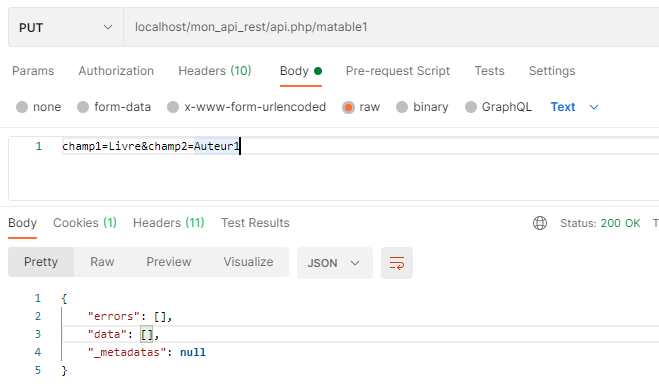 PUT localhost/mon_api_rest/api.php/matable1
Params Authorization Headers (10) Body Pre-request Script Tests Settings
none form-data x-www-form-urlencoded raw binary GraphQL Text
1 champ1=Livre&champ2=Auteur1
Body Cookies (1) Headers (11) Test Results Status: 200 OK T
Pretty Raw Preview Visualize JSON
1 {
2 "errors": [],
3 "data": [],
4 "_metadatas": null
5 }